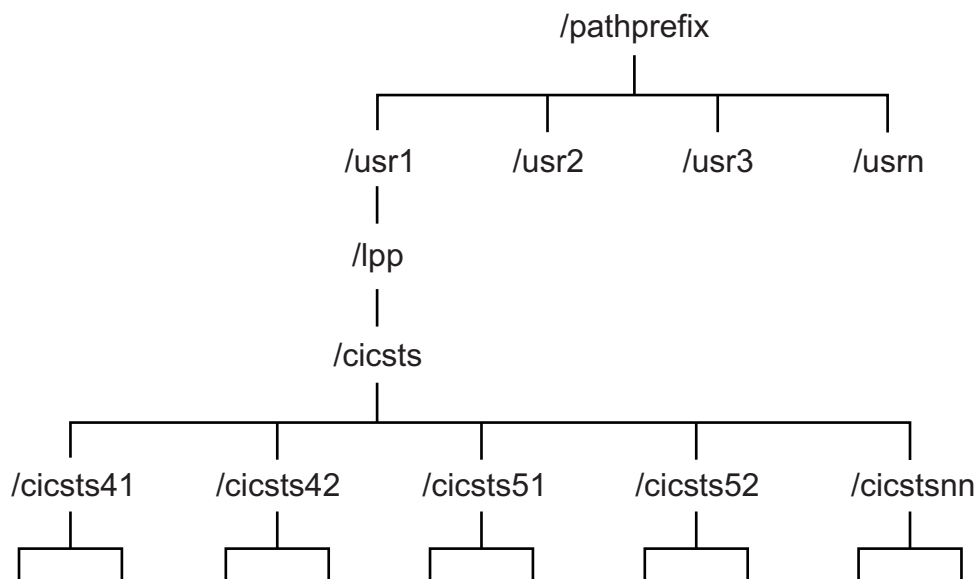 /pathprefix
/usr1 /usr2 /usr3 /usrn
/lpp
/cicsts
/cicsts41 /cicsts42 /cicsts51 /cicsts52 /cicstsnn